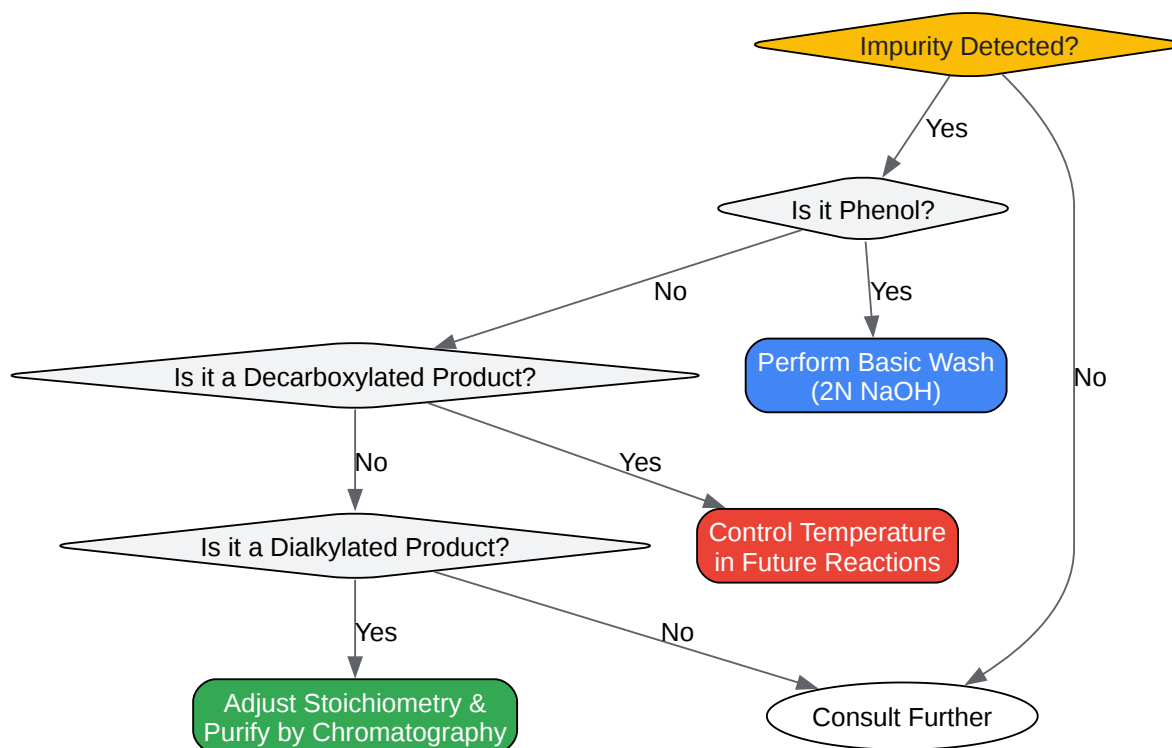 Impurity Detected?
Yes
Is it Phenol?
No
Yes
Is it a Decarboxylated Product?
Perform Basic Wash
(2N NaOH)
No
No
Yes
Is it a Dialkylated Product?
Control Temperature
in Future Reactions
Yes
No
Adjust Stoichiometry &
Purify by Chromatography
Consult Further